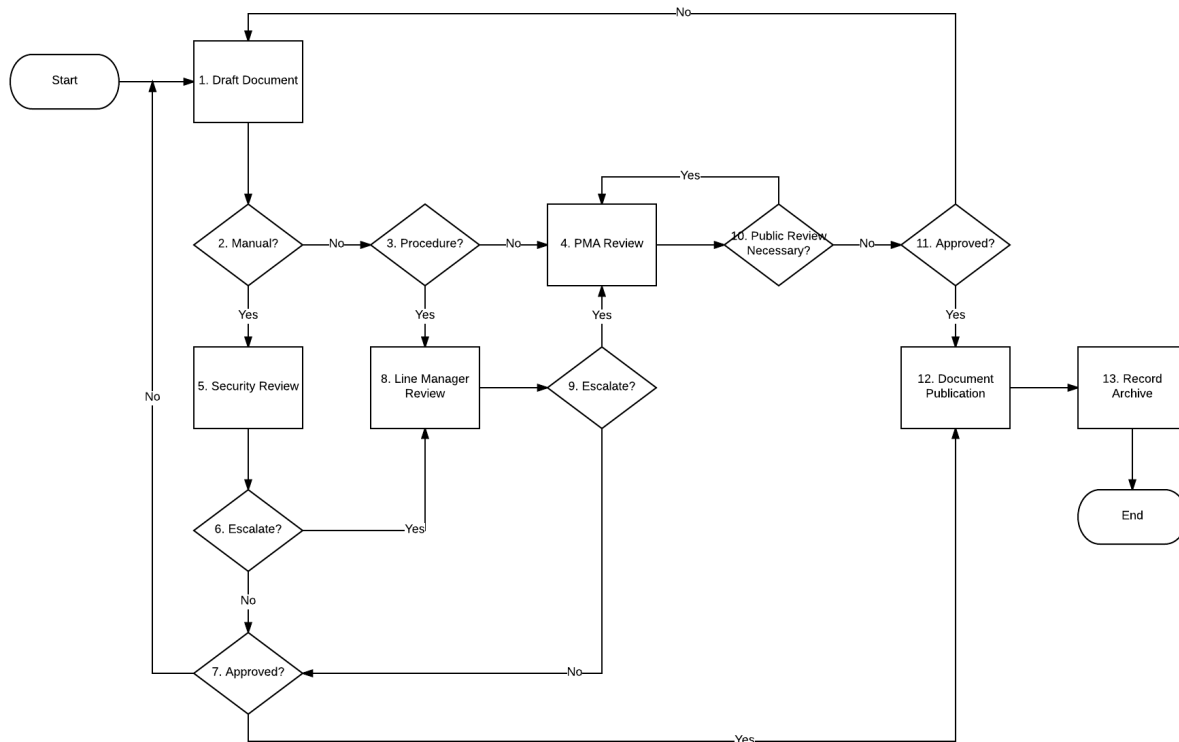 No
Start
1. Draft Document
Yes
2. Manual?
No
3. Procedure?
No
4. PMA Review
10. Public Review
Necessary?
No
11. Approved?
Yes
Yes
Yes
Yes
5. Security Review
8. Line Manager
Review
9. Escalate?
12. Document
Publication
13. Record
Archive
No
6. Escalate?
Yes
End
No
7. Approved?
No
Yes